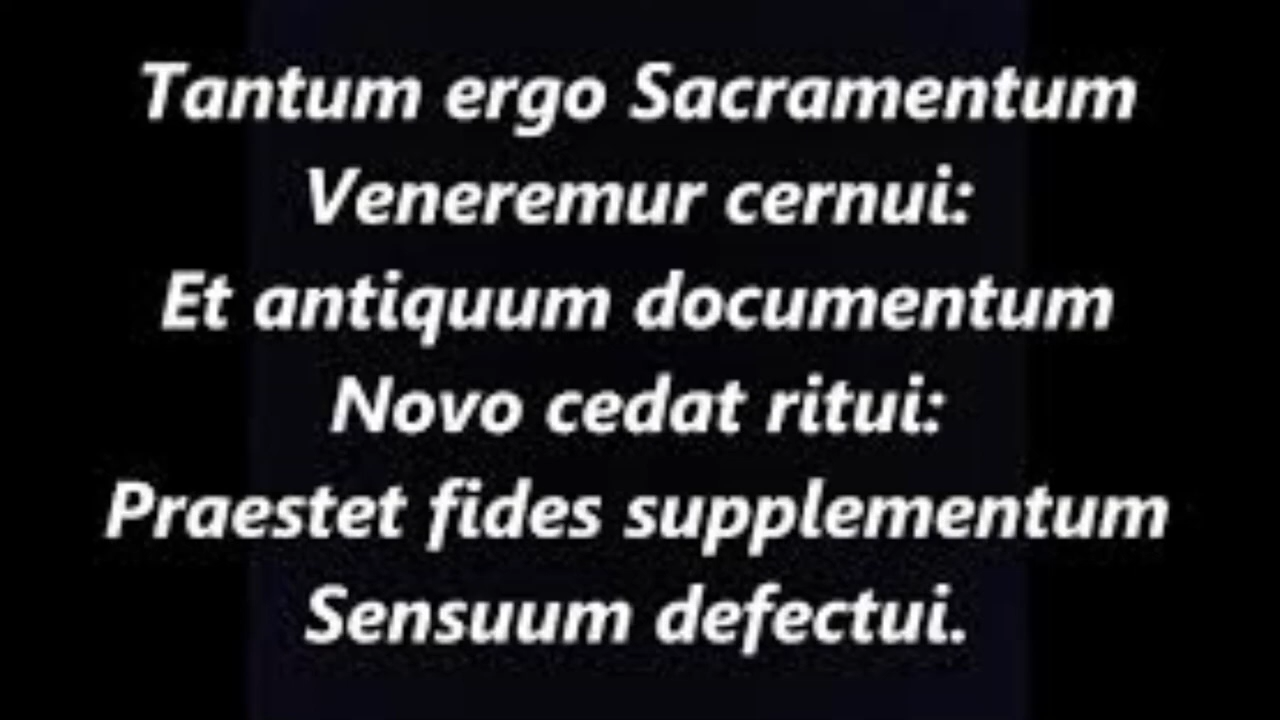 Tantum ergo Sacramentum
Veneremur cernui:
Et antiquum documentum
Novo cedat ritui:
Praestet fides supplementum
Sensuum defectui.